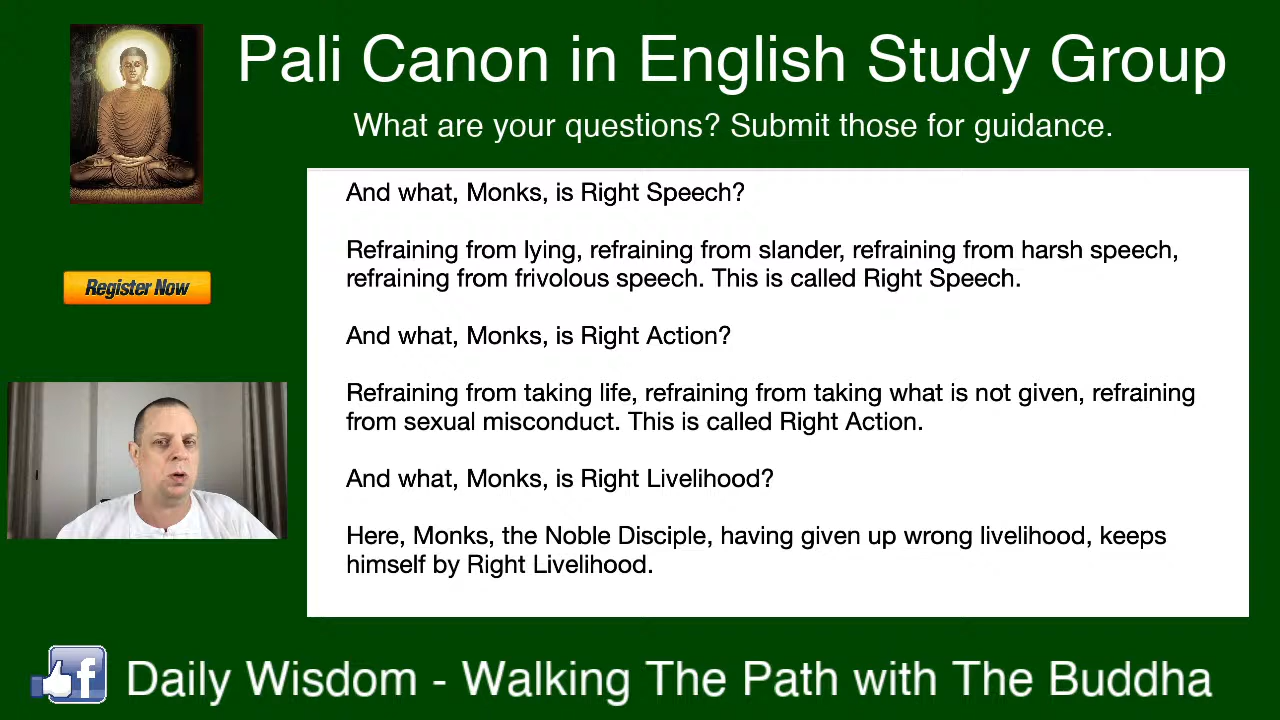 Pali Canon in English Study Group
What are your questions? Submit those for guidance.
And what, Monks, is Right Speech?
Refraining from lying, refraining from slander, refraining from harsh speech,
refraining from frivolous speech. This is called Right Speech.
And what, Monks, is Right Action?
Refraining from taking life, refraining from taking what is not given, refraining
from sexual misconduct. This is called Right Action.
And what, Monks, is Right Livelihood?
Here, Monks, the Noble Disciple, having given up wrong livelihood, keeps
himself by Right Livelihood.
Register Now
f
Daily Wisdom - Walking The Path with The Buddha